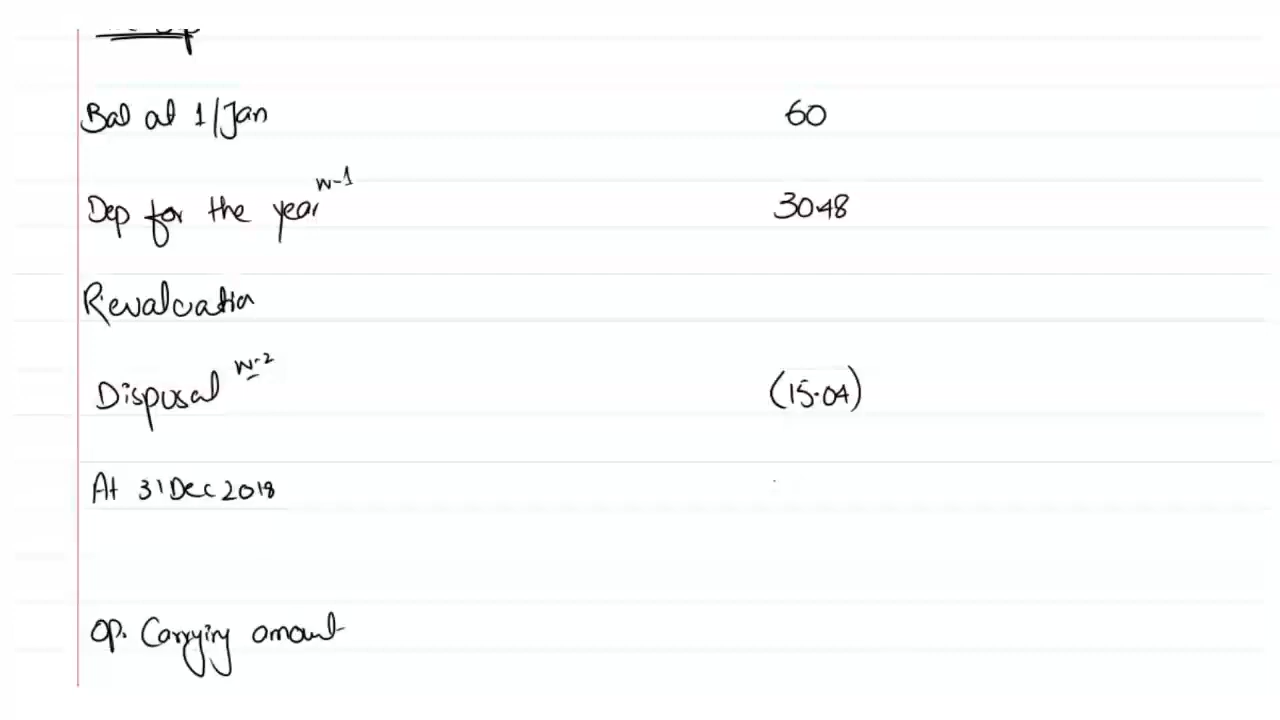 Bal at 1/Jan 60
Dep for the year w-1 30.48
Revaluation
Disposal w-2 (15.04)
At 31 Dec 2018
Op. Carrying amount